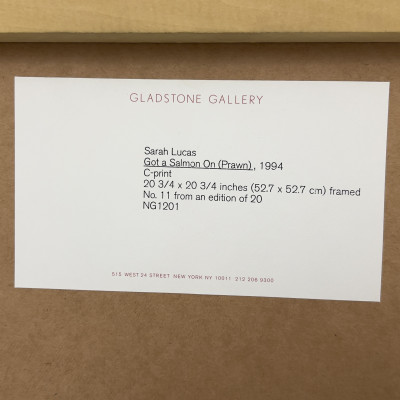 GLADSTONE GALLERY
Sarah Lucas
Got a Salmon On (Prawn), 1994
C-print
20 3/4 x 20 3/4 inches (52.7 x 52.7 cm) framed
No. 11 from an edition of 20
NG1201
515 WEST 24 STREET NEW YORK NY 10011 212 206 9300